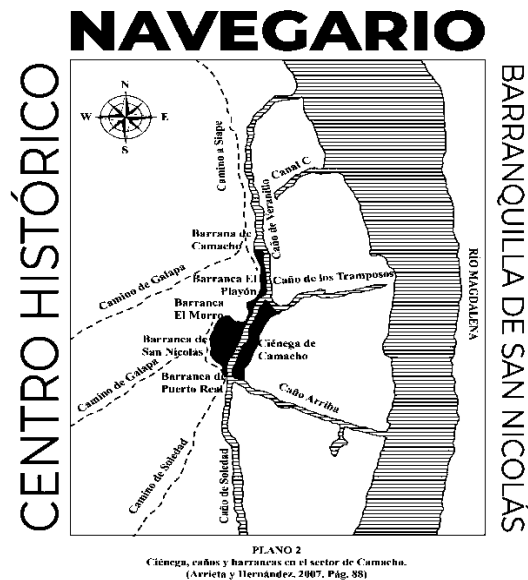 NAVEGARIO
CENTRO HISTÓRICO
BARRANQUILLA DE SAN NICOLÁS
N
W
E
S
Camino a Siape
Canal C
Caño de Veranillo
Barrana de
Camacho
Camino de Galapa
Barranca El
Playón
Caño de los Tramposos
RIO MAGDALENA
Barranca
El Morro
Barranca de
San Nicolás
Ciénega de
Camacho
Camino de Galapa
Barranca de
Puerto Real
Caño Arriba
Camino de Soledad
Caño de Soledad
PLANO 2
Ciénega, caños y barrancas en el sector de Camacho.
(Arrieta y Hernández, 2007, Pág. 88)